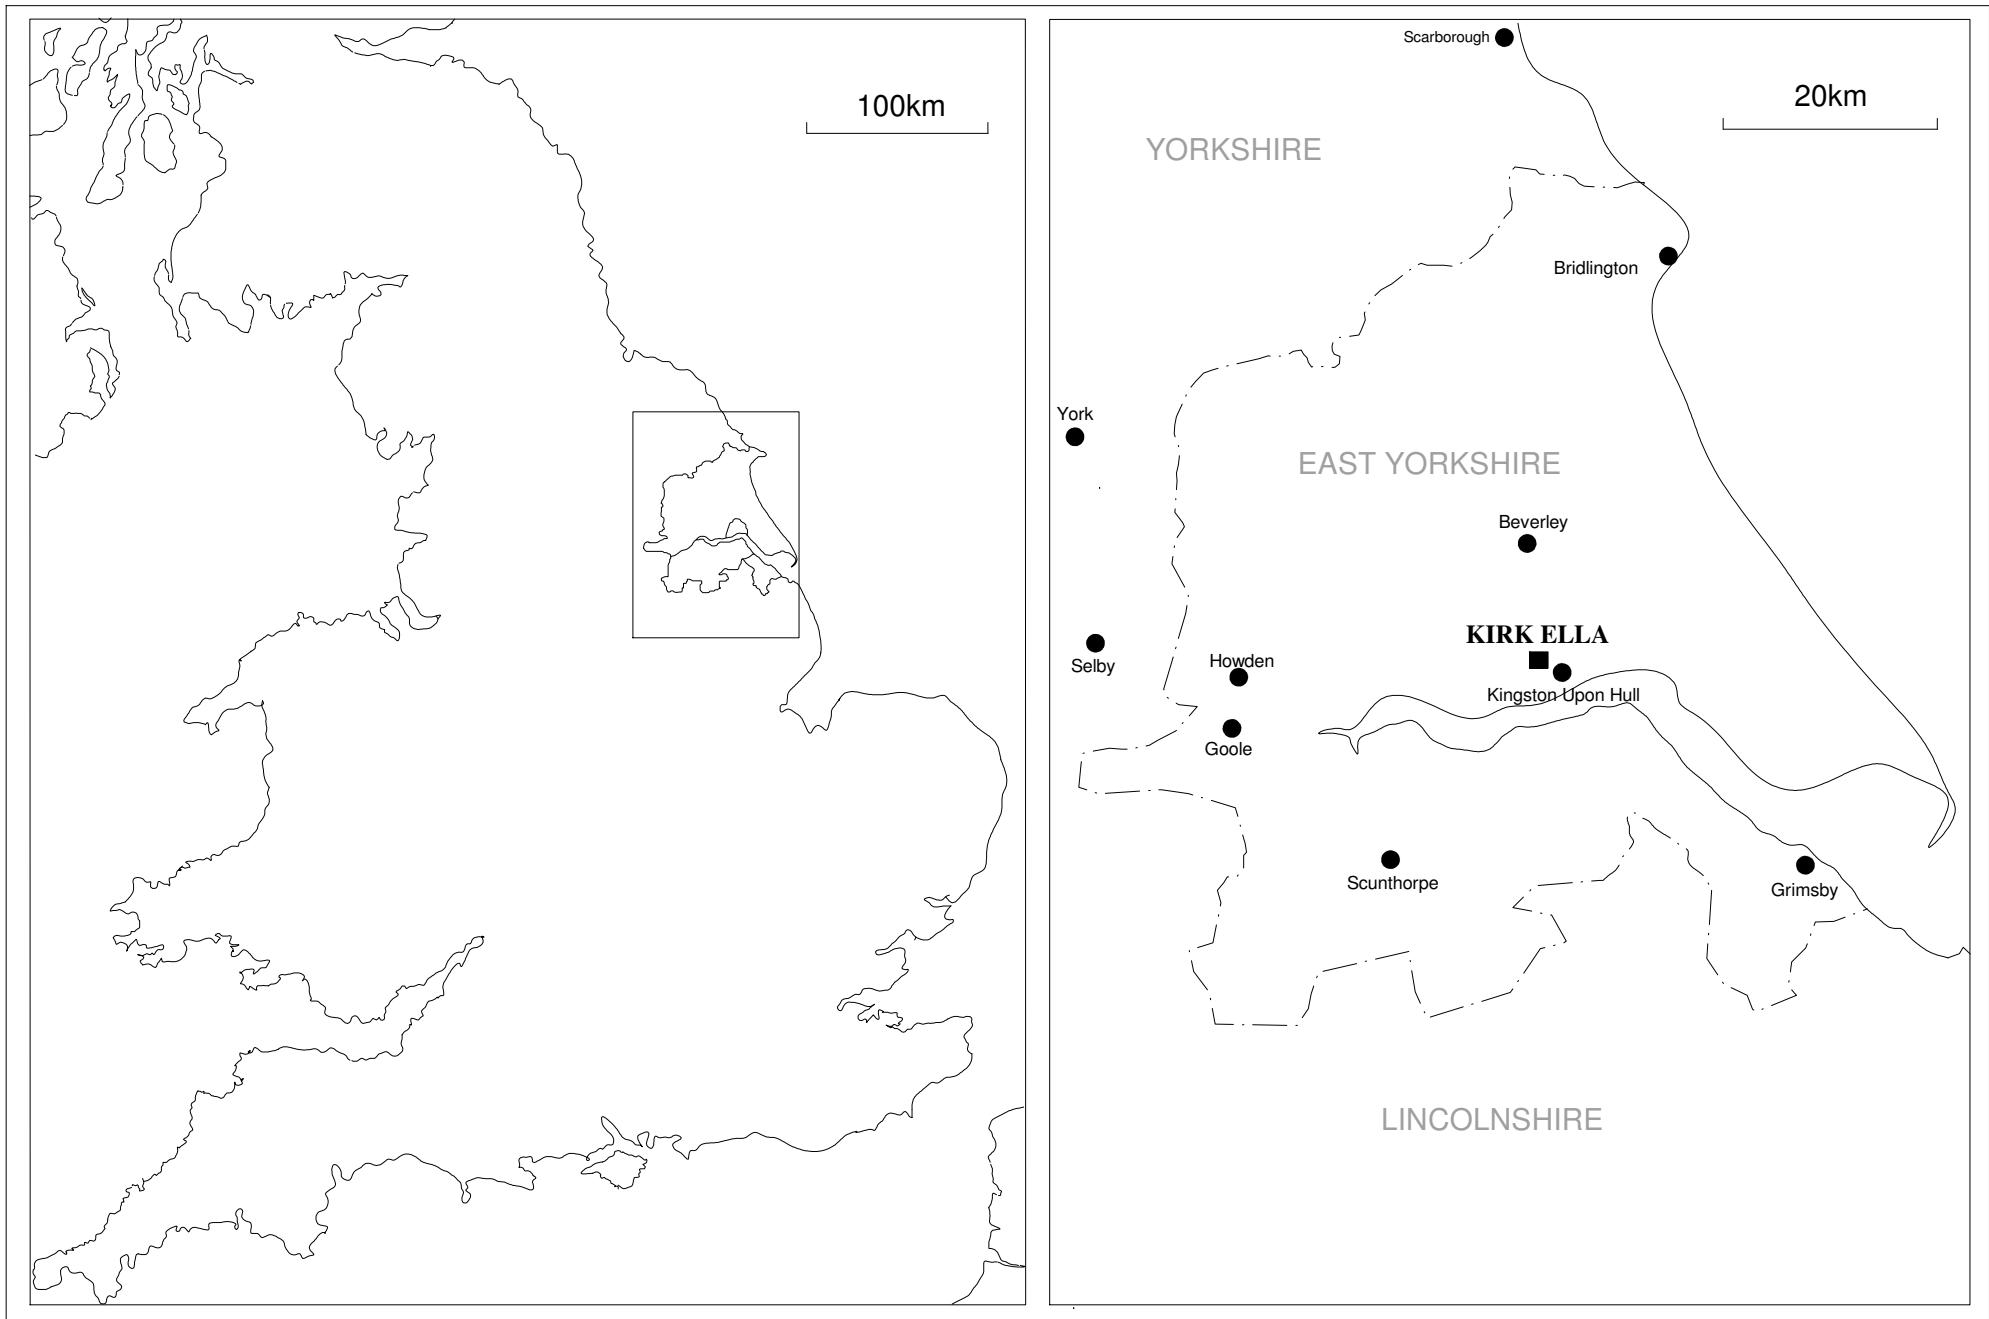 100km
Scarborough
20km
YORKSHIRE
Bridlington
York
EAST YORKSHIRE
Beverley
KIRK ELLA
Selby
Howden
Kingston Upon Hull
Goole
Scunthorpe
Grimsby
LINCOLNSHIRE